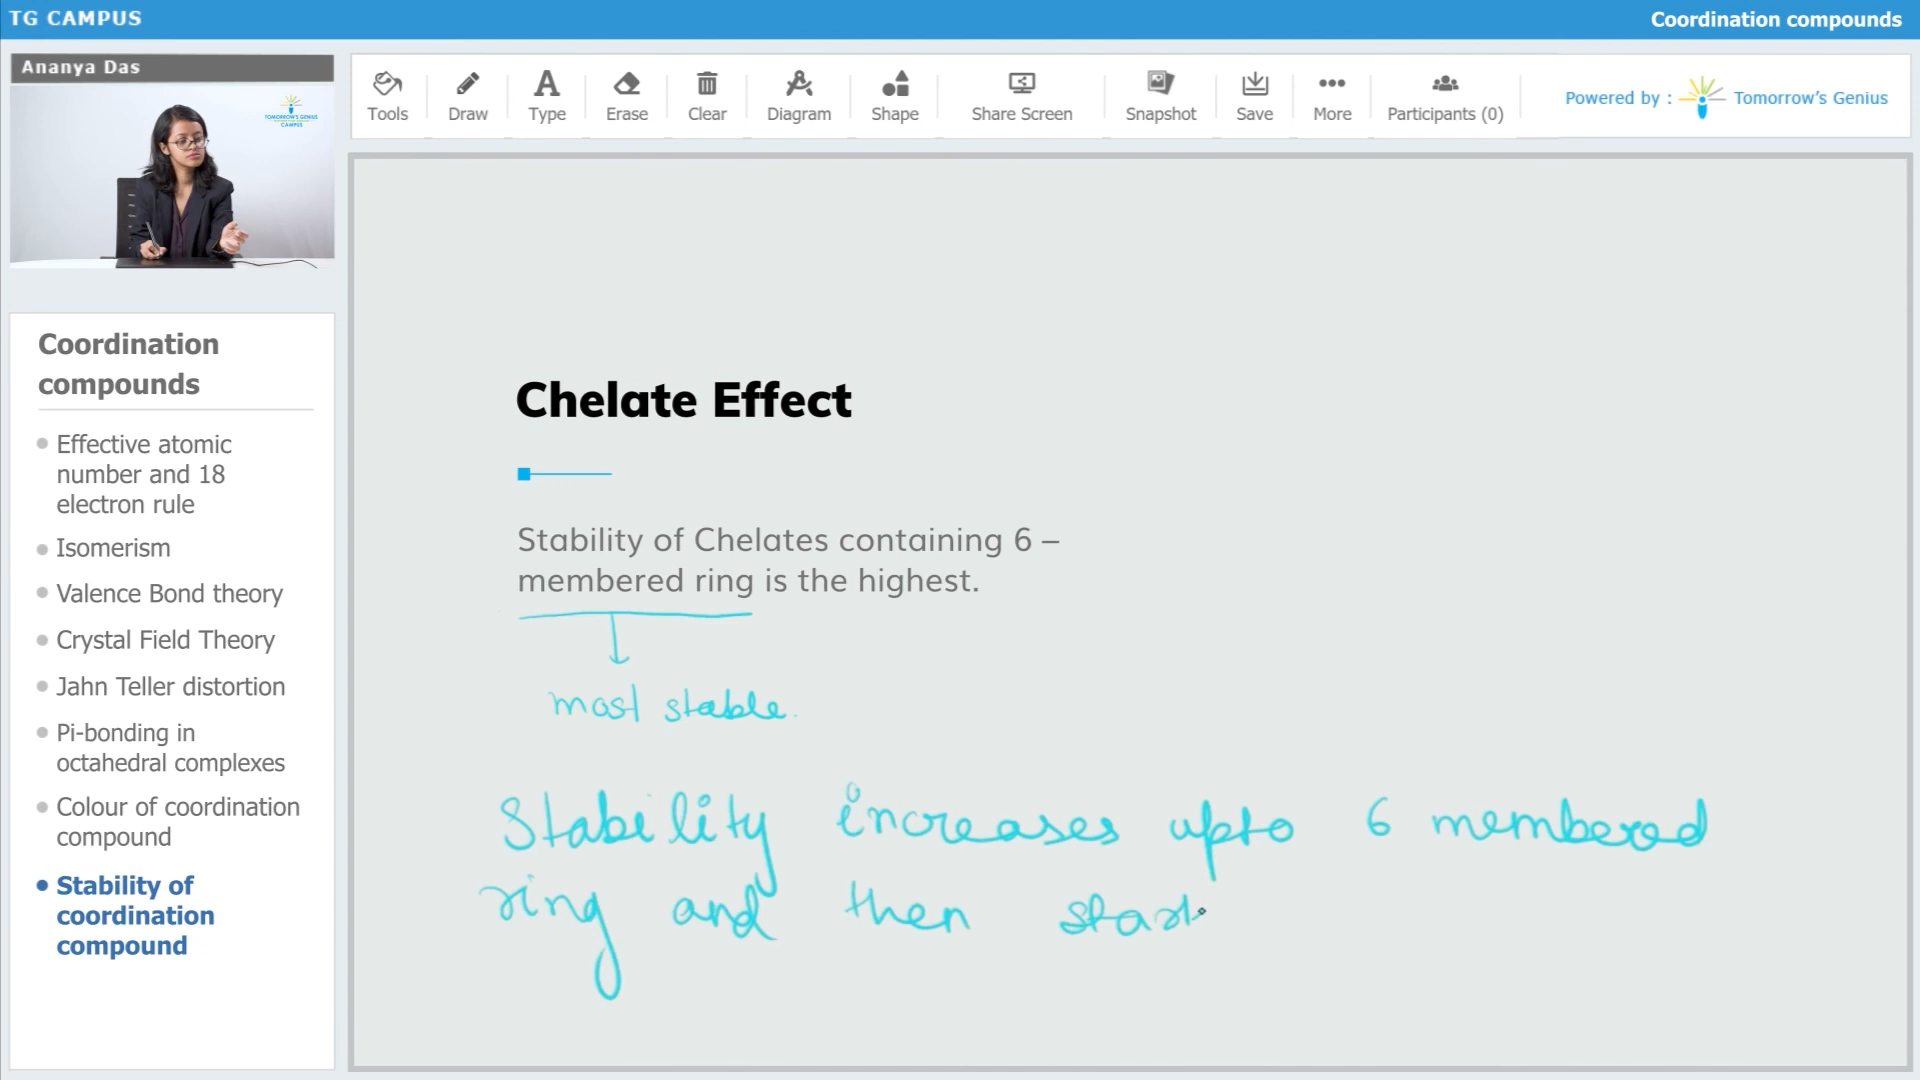 TG CAMPUS
Coordination compounds
Ananya Das
TOMORROW'S GENIUS
CAMPUS
Tools
Draw
Type
Erase
Clear
Diagram
Shape
Share Screen
Snapshot
Save
More
Participants (0)
Powered by :
Tomorrow's Genius
Coordination
compounds
Effective atomic
number and 18
electron rule
Isomerism
Valence Bond theory
Crystal Field Theory
Jahn Teller distortion
Pi-bonding in
octahedral complexes
Colour of coordination
compound
Stability of
coordination
compound
Chelate Effect
Stability of Chelates containing 6 –
membered ring is the highest.
most stable.
Stability increases upto 6 membered
ring and then start